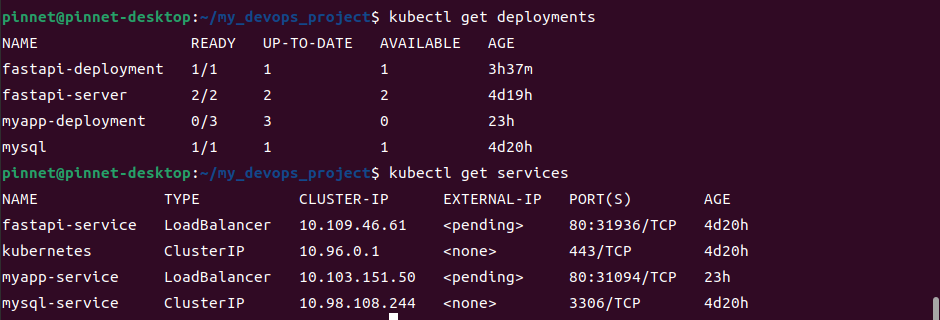 pinnet@pinnet-desktop:~/my_devops_project$ kubectl get deployments
NAME READY UP-TO-DATE AVAILABLE AGE
fastapi-deployment 1/1 1 1 3h37m
fastapi-server 2/2 2 2 4d19h
myapp-deployment 0/3 3 0 23h
mysql 1/1 1 1 4d20h
pinnet@pinnet-desktop:~/my_devops_project$ kubectl get services
NAME TYPE CLUSTER-IP EXTERNAL-IP PORT(S) AGE
fastapi-service LoadBalancer 10.109.46.61 <pending> 80:31936/TCP 4d20h
kubernetes ClusterIP 10.96.0.1 <none> 443/TCP 4d20h
myapp-service LoadBalancer 10.103.151.50 <pending> 80:31094/TCP 23h
mysql-service ClusterIP 10.98.108.244 <none> 3306/TCP 4d20h